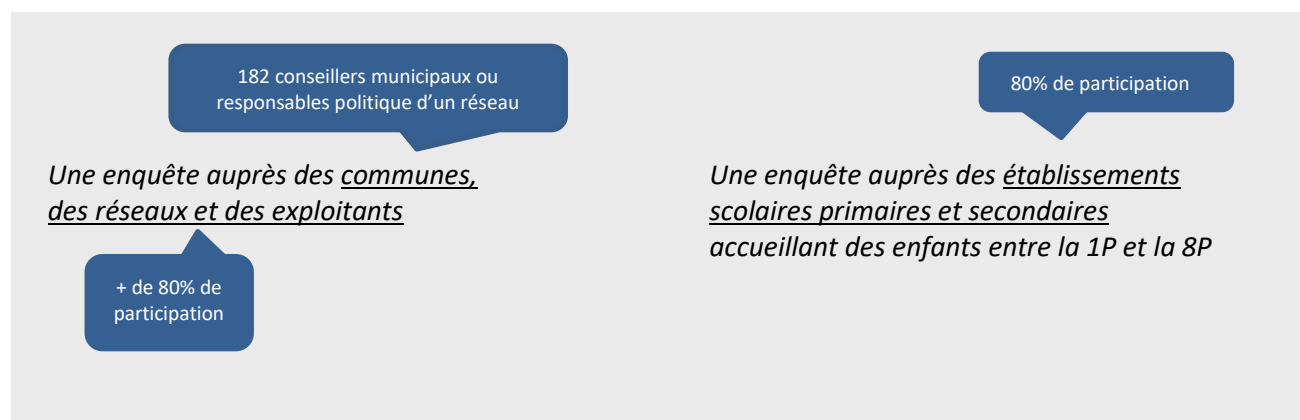 182 conseillers municipaux ou
responsables politique d'un réseau
Une enquête auprès des communes,
des réseaux et des exploitants
+ de 80% de
participation
80% de participation
Une enquête auprès des établissements
scolaires primaires et secondaires
accueillant des enfants entre la 1P et la 8P